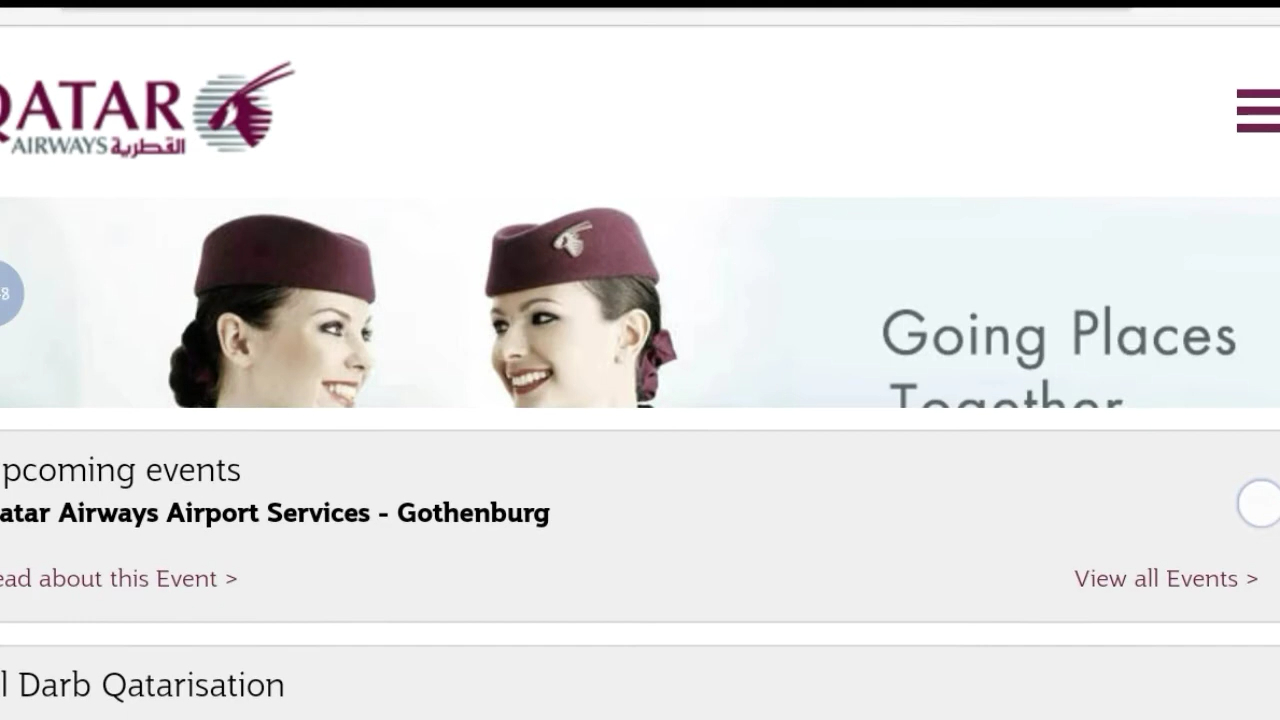 QATAR
AIRWAYS القطرية
Going Places
Together
pcoming events
atar Airways Airport Services - Gothenburg
ead about this Event >
View all Events >
l Darb Qatarisation